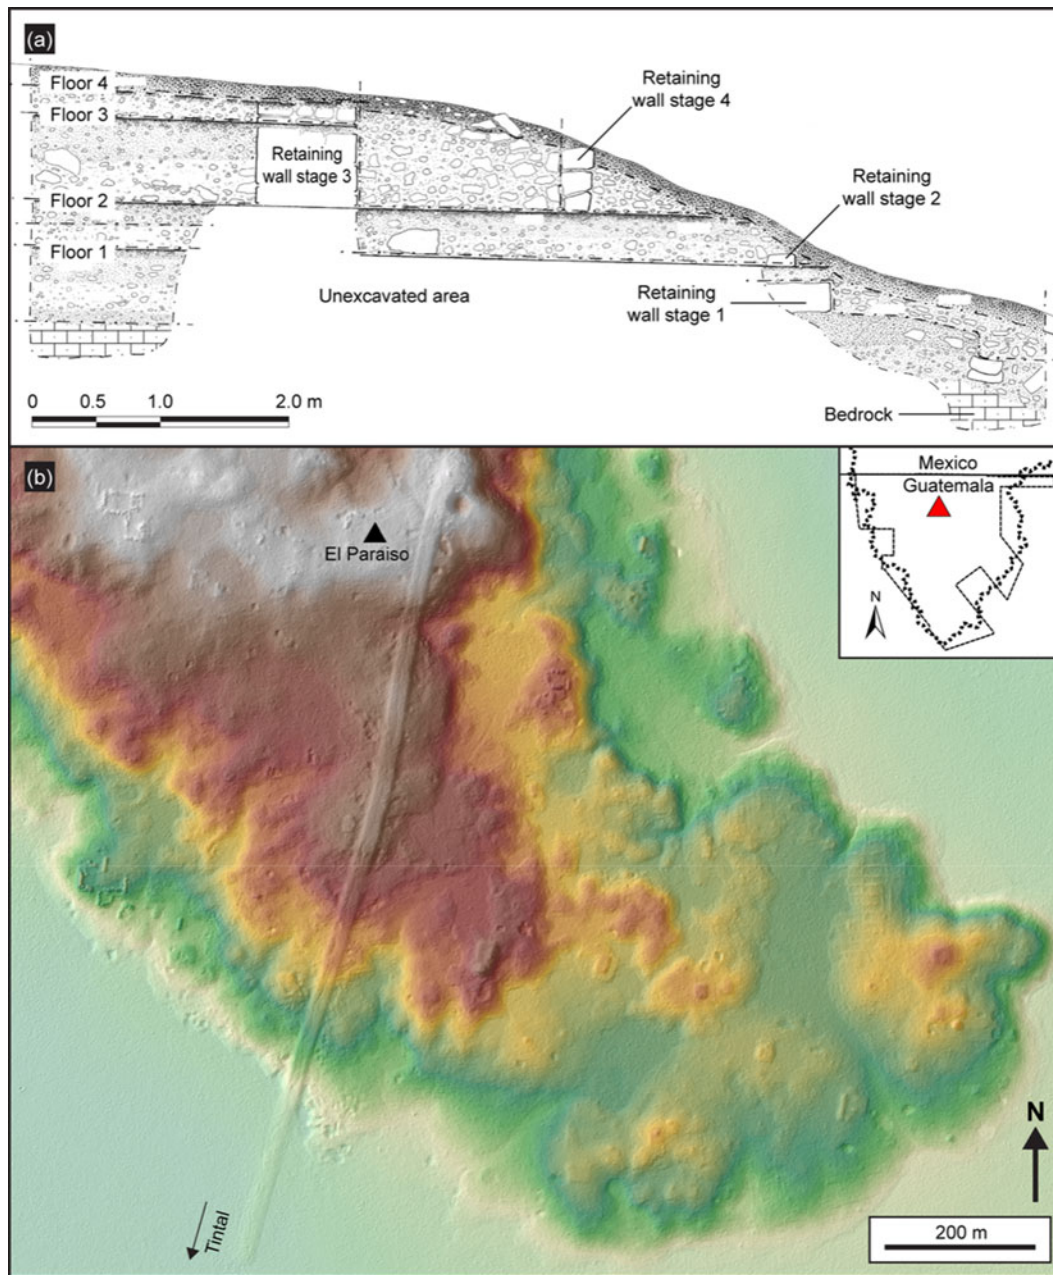 (a)
Floor 4
Floor 3
Floor 2
Floor 1
Retaining
wall stage 3
Retaining
wall stage 4
Retaining
wall stage 2
Retaining
wall stage 1
Unexcavated area
Bedrock
0 0.5 1.0 2.0 m
(b)
Mexico
Guatemala
N
El Paraiso
Tintal
N
200 m